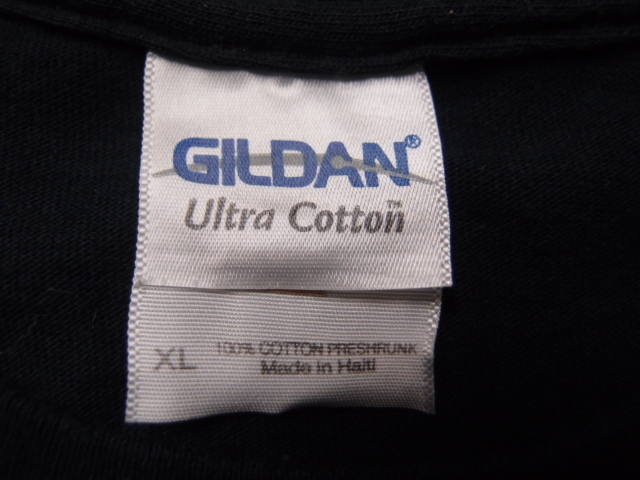 GILDAN®
Ultra Cotton™
XL
100% COTTON PRESHRUNK
Made in Haiti